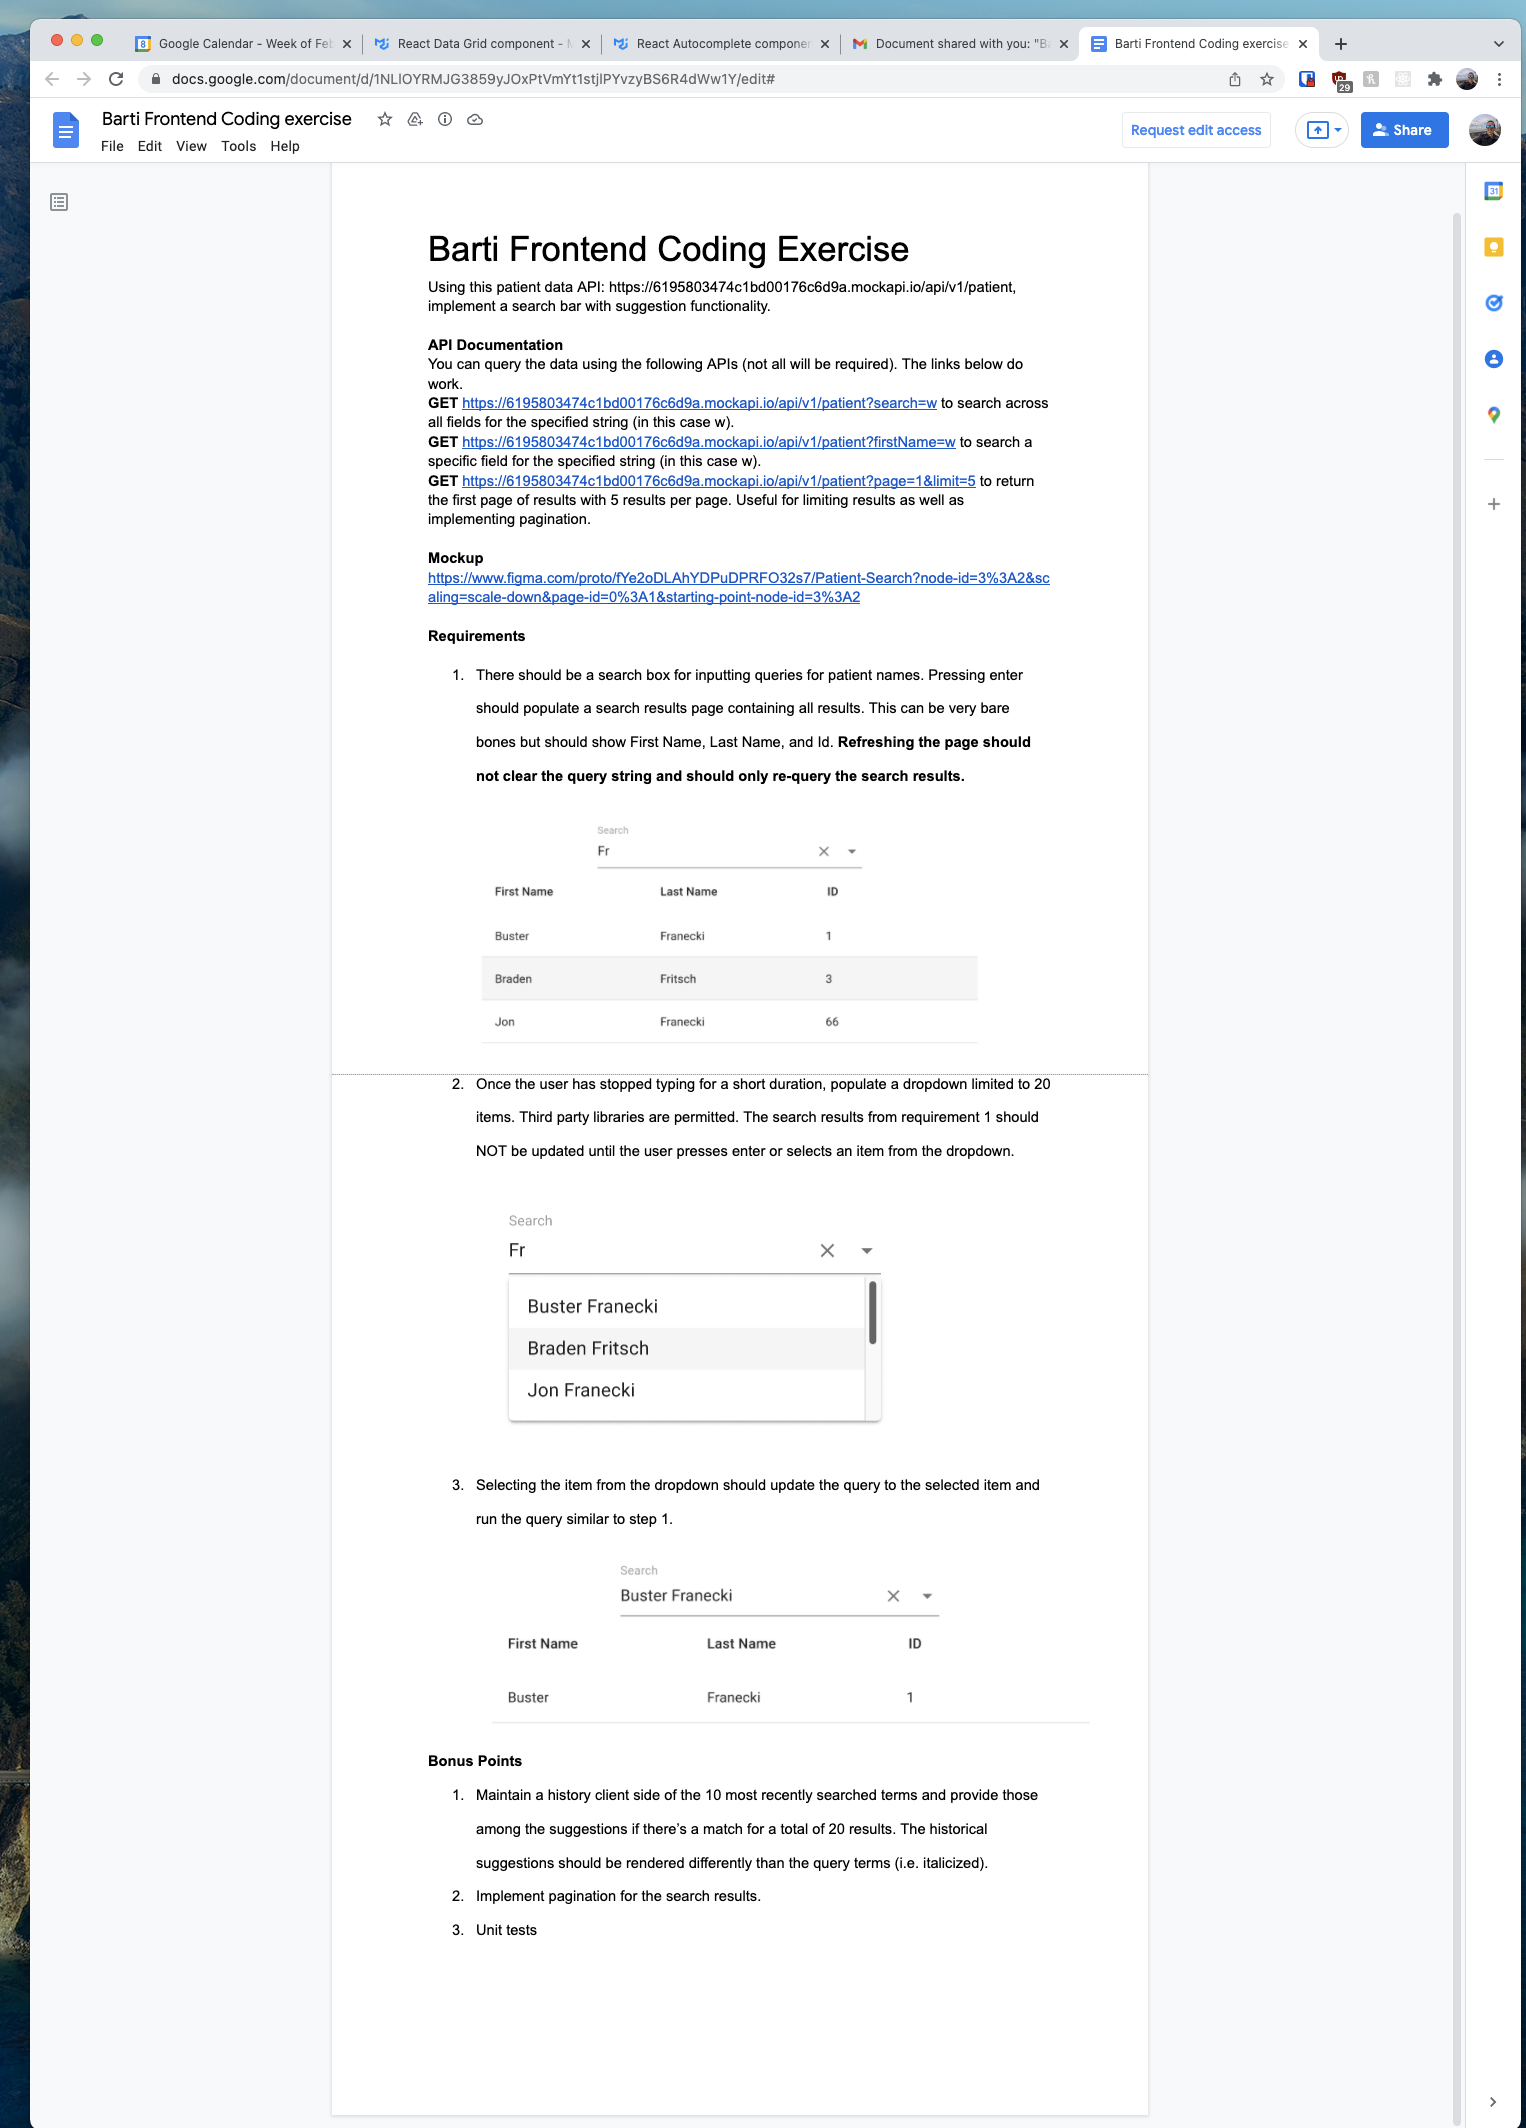 Google Calendar - Week of Fe
React Data Grid component -
React Autocomplete componen
Document shared with you: "B
Barti Frontend Coding exercise
docs.google.com/document/d/1NLIOYRMJG3859yJOxPtVmYt1stjlPYvzyBS6R4dWw1Y/edit#
29
Barti Frontend Coding exercise
File Edit View Tools Help
Request edit access
Share
31
Barti Frontend Coding Exercise
Using this patient data API: https://6195803474c1bd00176c6d9a.mockapi.io/api/v1/patient,
implement a search bar with suggestion functionality.
API Documentation
You can query the data using the following APIs (not all will be required). The links below do
work.
GET https://6195803474c1bd00176c6d9a.mockapi.io/api/v1/patient?search=w to search across
all fields for the specified string (in this case w).
GET https://6195803474c1bd00176c6d9a.mockapi.io/api/v1/patient?firstName=w to search a
specific field for the specified string (in this case w).
GET https://6195803474c1bd00176c6d9a.mockapi.io/api/v1/patient?page=1&limit=5 to return
the first page of results with 5 results per page. Useful for limiting results as well as
implementing pagination.
Mockup
https://www.figma.com/proto/fYe2oDLAhYDPuDPRFO32s7/Patient-Search?node-id=3%3A2&sc
aling=scale-down&page-id=0%3A1&starting-point-node-id=3%3A2
Requirements
1. There should be a search box for inputting queries for patient names. Pressing enter
should populate a search results page containing all results. This can be very bare
bones but should show First Name, Last Name, and Id. Refreshing the page should
not clear the query string and should only re-query the search results.
Search
Fr
First Name Last Name ID
Buster Franecki 1
Braden Fritsch 3
Jon Franecki 66
2. Once the user has stopped typing for a short duration, populate a dropdown limited to 20
items. Third party libraries are permitted. The search results from requirement 1 should
NOT be updated until the user presses enter or selects an item from the dropdown.
Search
Fr
Buster Franecki
Braden Fritsch
Jon Franecki
3. Selecting the item from the dropdown should update the query to the selected item and
run the query similar to step 1.
Search
Buster Franecki
First Name Last Name ID
Buster Franecki 1
Bonus Points
1. Maintain a history client side of the 10 most recently searched terms and provide those
among the suggestions if there's a match for a total of 20 results. The historical
suggestions should be rendered differently than the query terms (i.e. italicized).
2. Implement pagination for the search results.
3. Unit tests